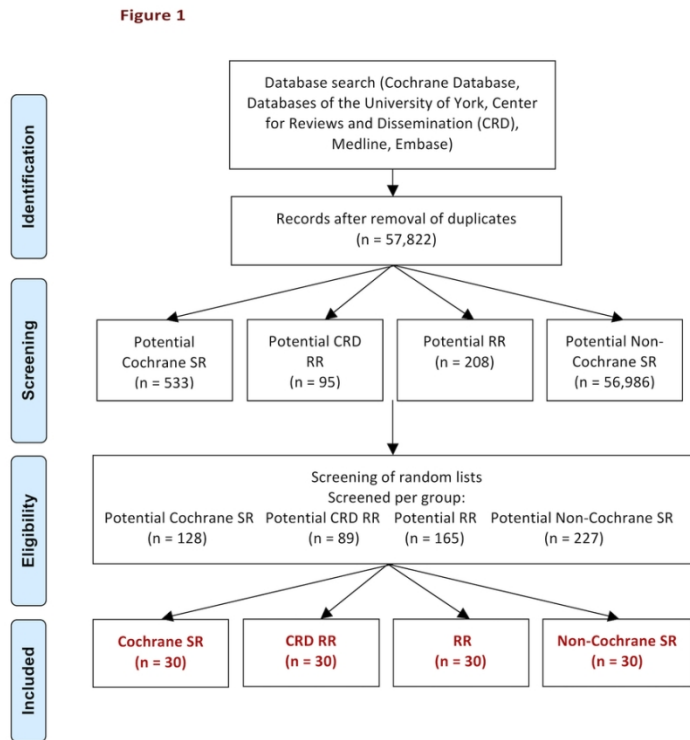 Figure 1
Identification
Database search (Cochrane Database,
Databases of the University of York, Center
for Reviews and Dissemination (CRD),
Medline, Embase)
Records after removal of duplicates
(n = 57,822)
Screening
Potential
Cochrane SR
(n = 533)
Potential CRD
RR
(n = 95)
Potential RR
(n = 208)
Potential Non-
Cochrane SR
(n = 56,986)
Eligibility
Screening of random lists
Screened per group:
Potential Cochrane SR Potential CRD RR Potential RR Potential Non-Cochrane SR
(n = 128) (n = 89) (n = 165) (n = 227)
Included
Cochrane SR
(n = 30)
CRD RR
(n = 30)
RR
(n = 30)
Non-Cochrane SR
(n = 30)